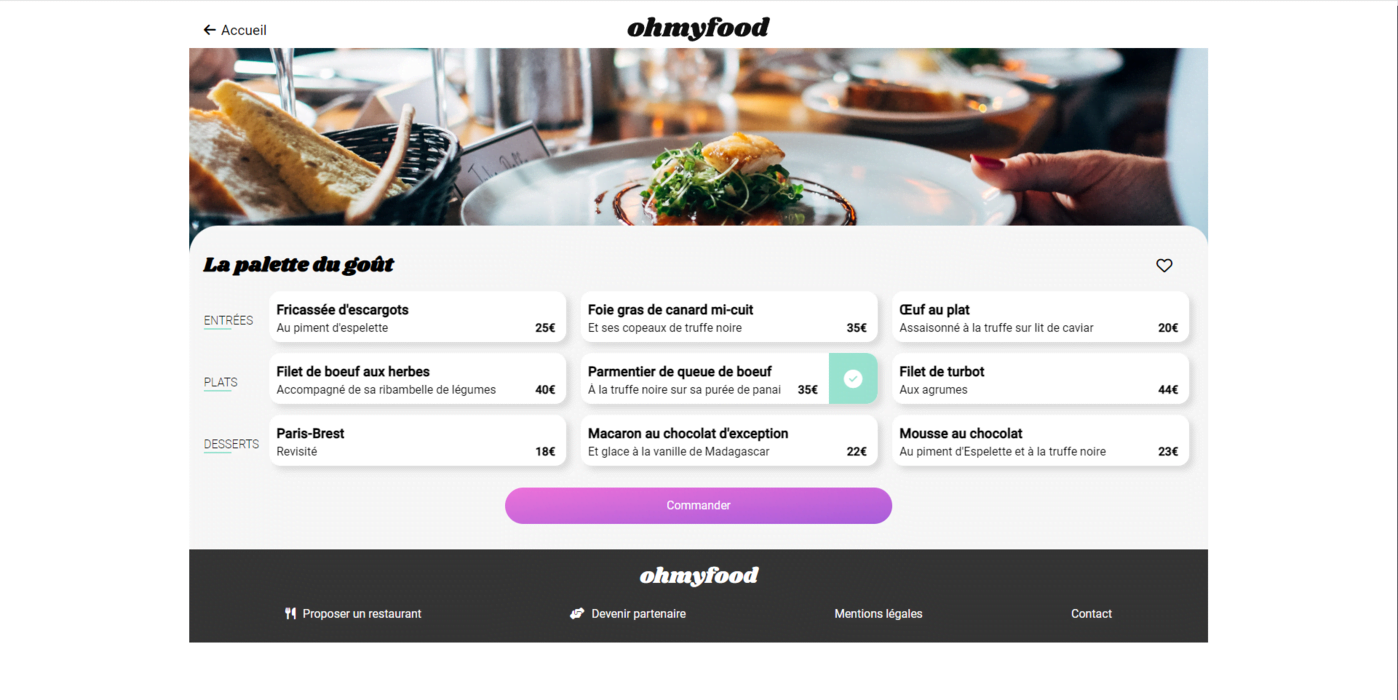 Accueil
ohmyfood
La palette du goût
ENTRÉES
Fricassée d'escargots
Au piment d'espelette 25€
Foie gras de canard mi-cuit
Et ses copeaux de truffe noire 35€
Œuf au plat
Assaisonné à la truffe sur lit de caviar 20€
PLATS
Filet de boeuf aux herbes
Accompagné de sa ribambelle de légumes 40€
Parmentier de queue de boeuf
À la truffe noire sur sa purée de panai 35€
Filet de turbot
Aux agrumes 44€
DESSERTS
Paris-Brest
Revisité 18€
Macaron au chocolat d'exception
Et glace à la vanille de Madagascar 22€
Mousse au chocolat
Au piment d'Espelette et à la truffe noire 23€
Commander
ohmyfood
Proposer un restaurant
Devenir partenaire
Mentions légales
Contact